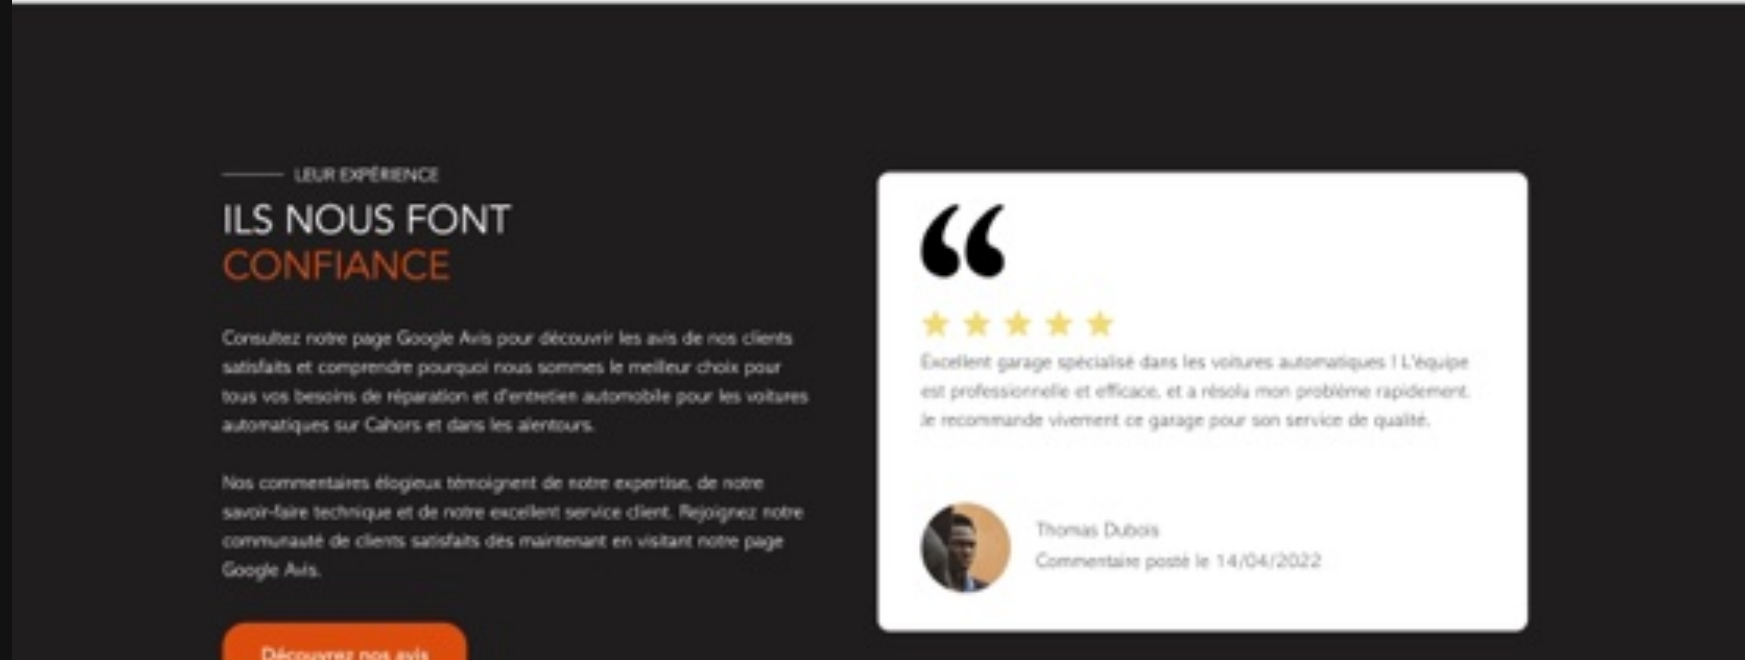 LEUR EXPÉRIENCE
ILS NOUS FONT
CONFIANCE
Consultez notre page Google Avis pour découvrir les avis de nos clients
satisfaits et comprendre pourquoi nous sommes le meilleur choix pour
tous vos besoins de réparation et d'entretien automobile pour les voitures
automatiques sur Cahors et dans les alentours.
Nos commentaires élogieux témoignent de notre expertise, de notre
savoir-faire technique et de notre excellent service client. Rejoignez notre
communauté de clients satisfaits dès maintenant en visitant notre page
Google Avis.
Découvrez nos avis
“
Excellent garage spécialisé dans les voitures automatiques ! L'équipe
est professionnelle et efficace, et a résolu mon problème rapidement.
Je recommande vivement ce garage pour son service de qualité.
Thomas Dubois
Commentaire posté le 14/04/2022